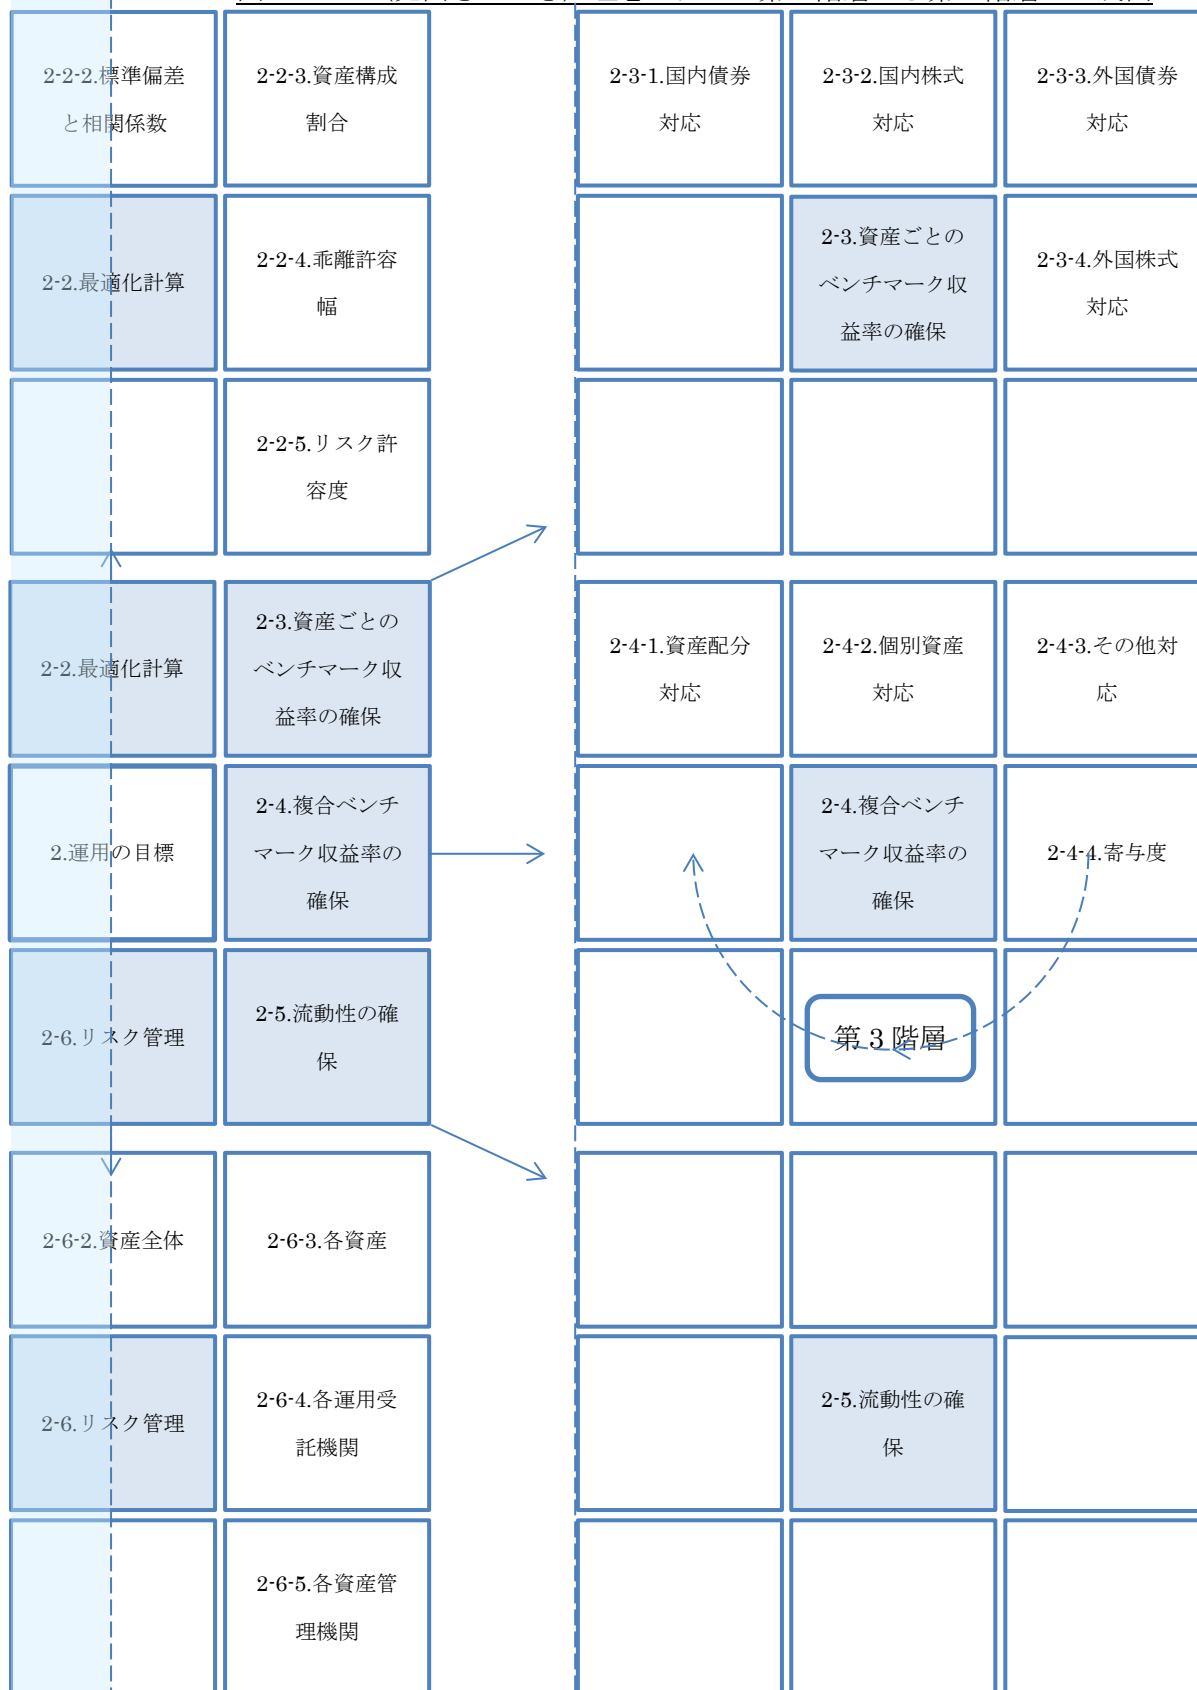 2-2-2.標準偏差
と相関係数
2-2-3.資産構成
割合
2-3-1.国内債券
対応
2-3-2.国内株式
対応
2-3-3.外国債券
対応
2-2.最適化計算
2-2-4.乖離許容
幅
2-3.資産ごとの
ベンチマーク収
益率の確保
2-3-4.外国株式
対応
2-2-5.リスク許
容度
2-2.最適化計算
2-3.資産ごとの
ベンチマーク収
益率の確保
2-4-1.資産配分
対応
2-4-2.個別資産
対応
2-4-3.その他対
応
2.運用の目標
2-4.複合ベンチ
マーク収益率の
確保
2-4.複合ベンチ
マーク収益率の
確保
2-4-4.寄与度
2-6.リスク管理
2-5.流動性の確
保
第 3 階層
2-6-2.資産全体
2-6-3.各資産
2-6.リスク管理
2-6-4.各運用受
託機関
2-5.流動性の確
保
2-6-5.各資産管
理機関